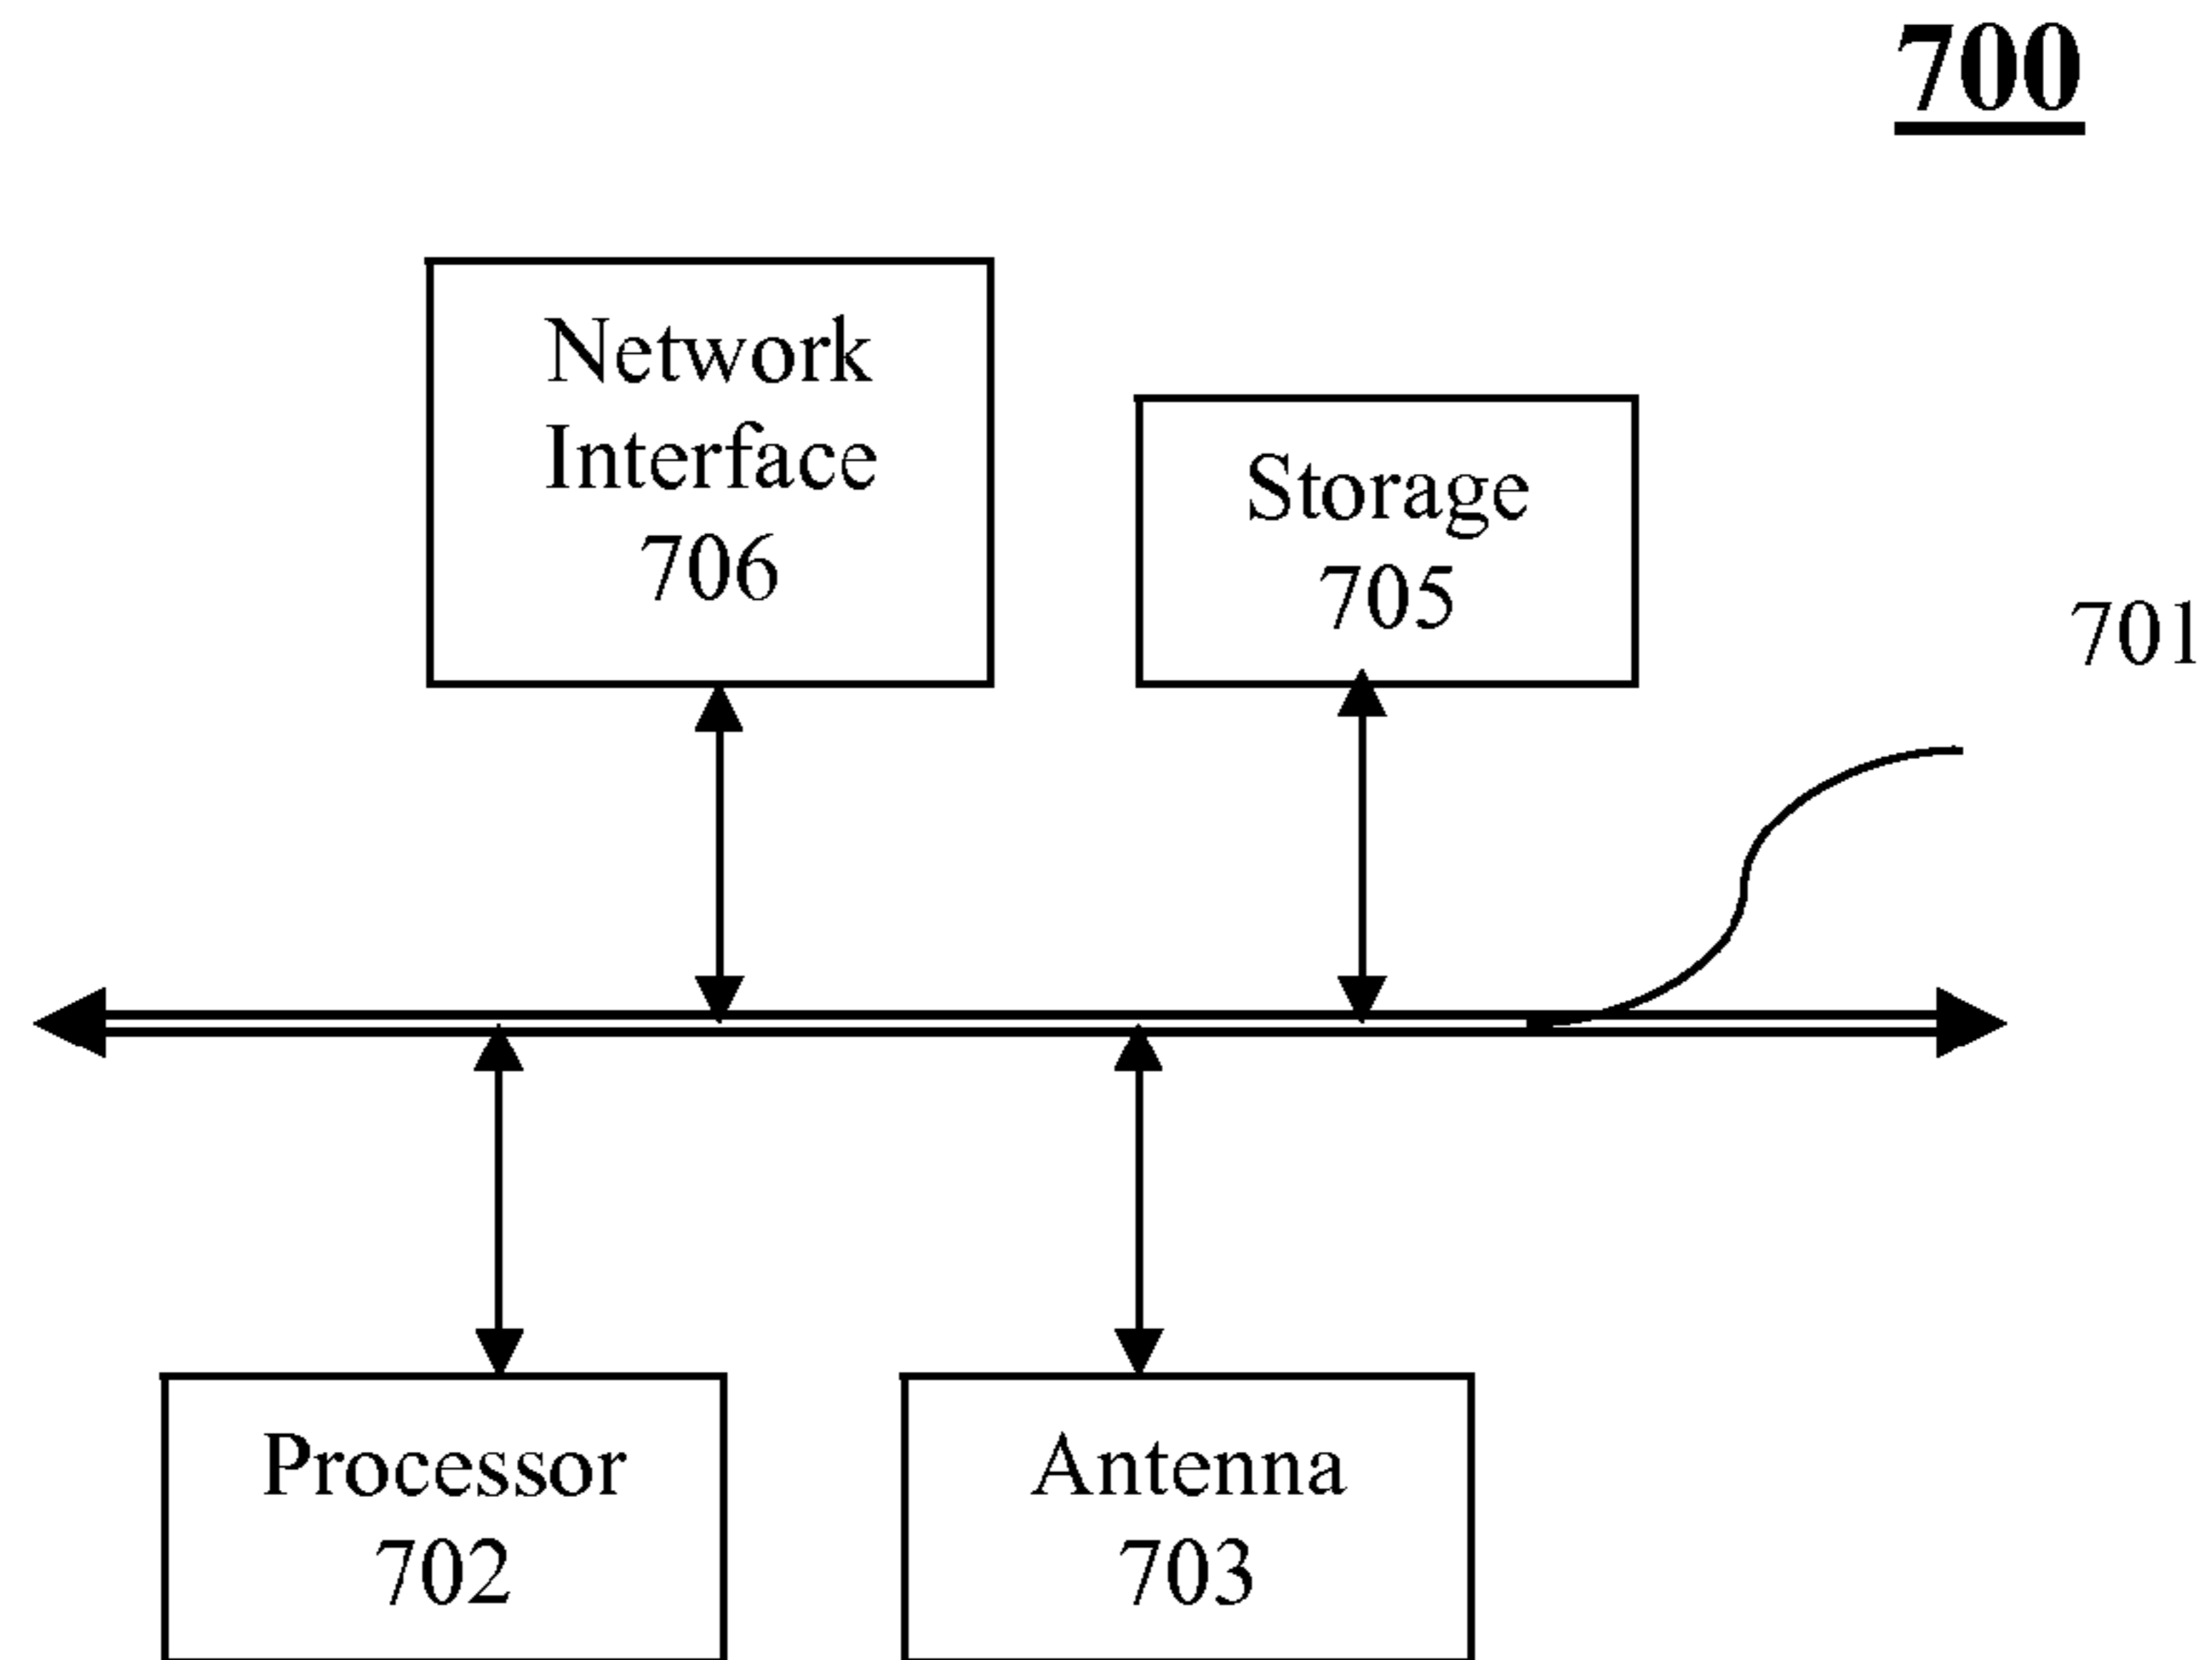 700
Network
Interface
706
Storage
705
701
Processor
702
Antenna
703